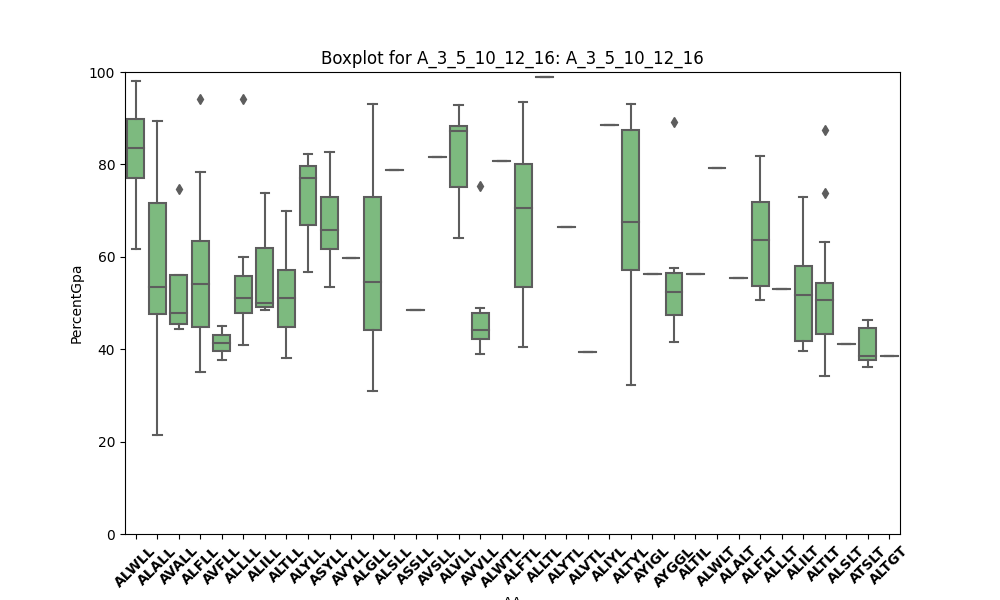 Boxplot for A_3_5_10_12_16: A_3_5_10_12_16
100
80
60
40
20
0
PercentGpa
ALWLL ALALL AVALL ALFLL AVFLL ALLLL ALILL ALTLL ALYLL ASYLL AVYLL ALGLL ALSLL ASSLL AVSLL ALVLL AVVLL ALWTL ALFTL ALLTL ALYTL ALVTL ALIYL ALTYL AYIGL AYGGL ALTIL ALWLT ALALT ALFLT ALLLT ALILT ALTLT ALSLT ATSLT ALTGT